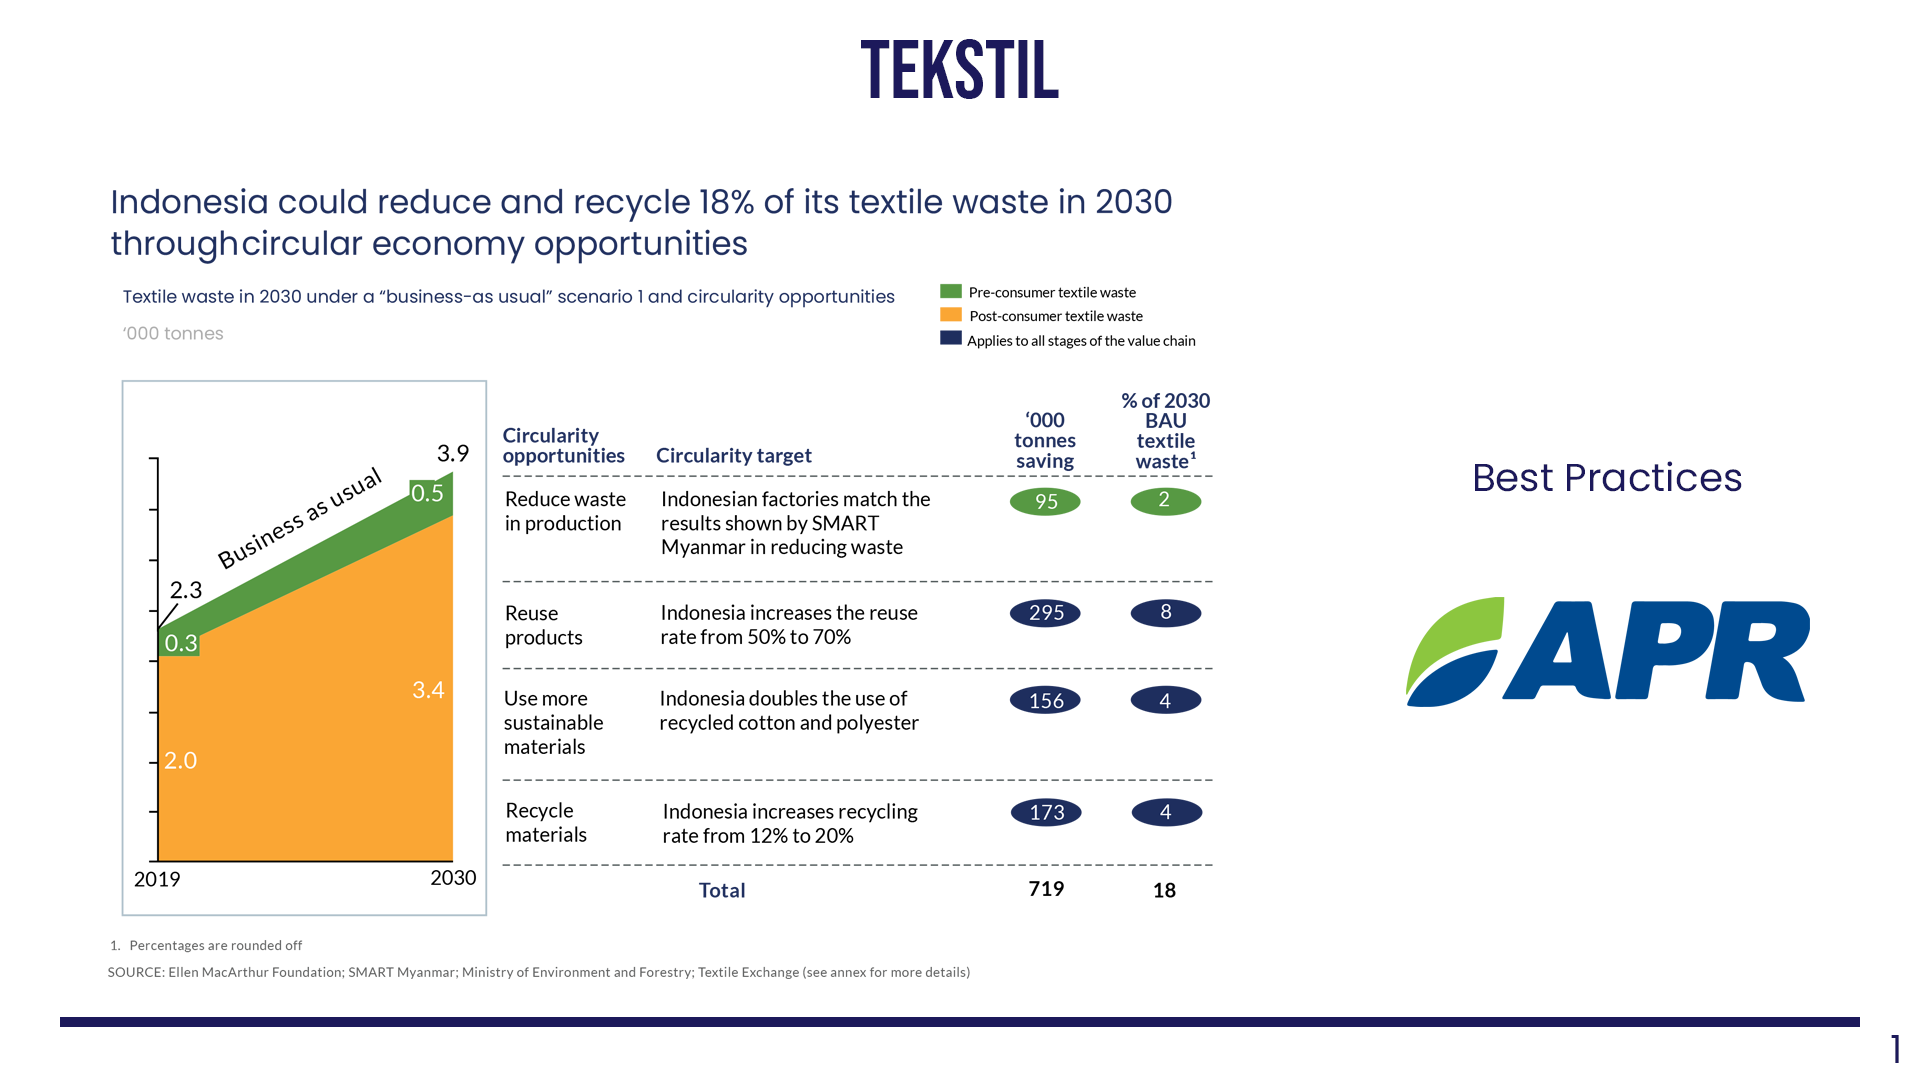 TEKSTIL
Indonesia could reduce and recycle 18% of its textile waste in 2030
throughcircular economy opportunities
Textile waste in 2030 under a “business-as usual” scenario 1 and circularity opportunities
‘000 tonnes
Pre-consumer textile waste
Post-consumer textile waste
Applies to all stages of the value chain
3.9
Business as usual
0.5
2.3
0.3
3.4
2.0
2019
2030
Circularity
opportunities
Circularity target
‘000
tonnes
saving
% of 2030
BAU
textile
waste¹
Reduce waste
in production
Indonesian factories match the
results shown by SMART
Myanmar in reducing waste
95
2
Reuse
products
Indonesia increases the reuse
rate from 50% to 70%
295
8
Use more
sustainable
materials
Indonesia doubles the use of
recycled cotton and polyester
156
4
Recycle
materials
Indonesia increases recycling
rate from 12% to 20%
173
4
Total
719
18
1. Percentages are rounded off
SOURCE: Ellen MacArthur Foundation; SMART Myanmar; Ministry of Environment and Forestry; Textile Exchange (see annex for more details)
Best Practices
APR
1